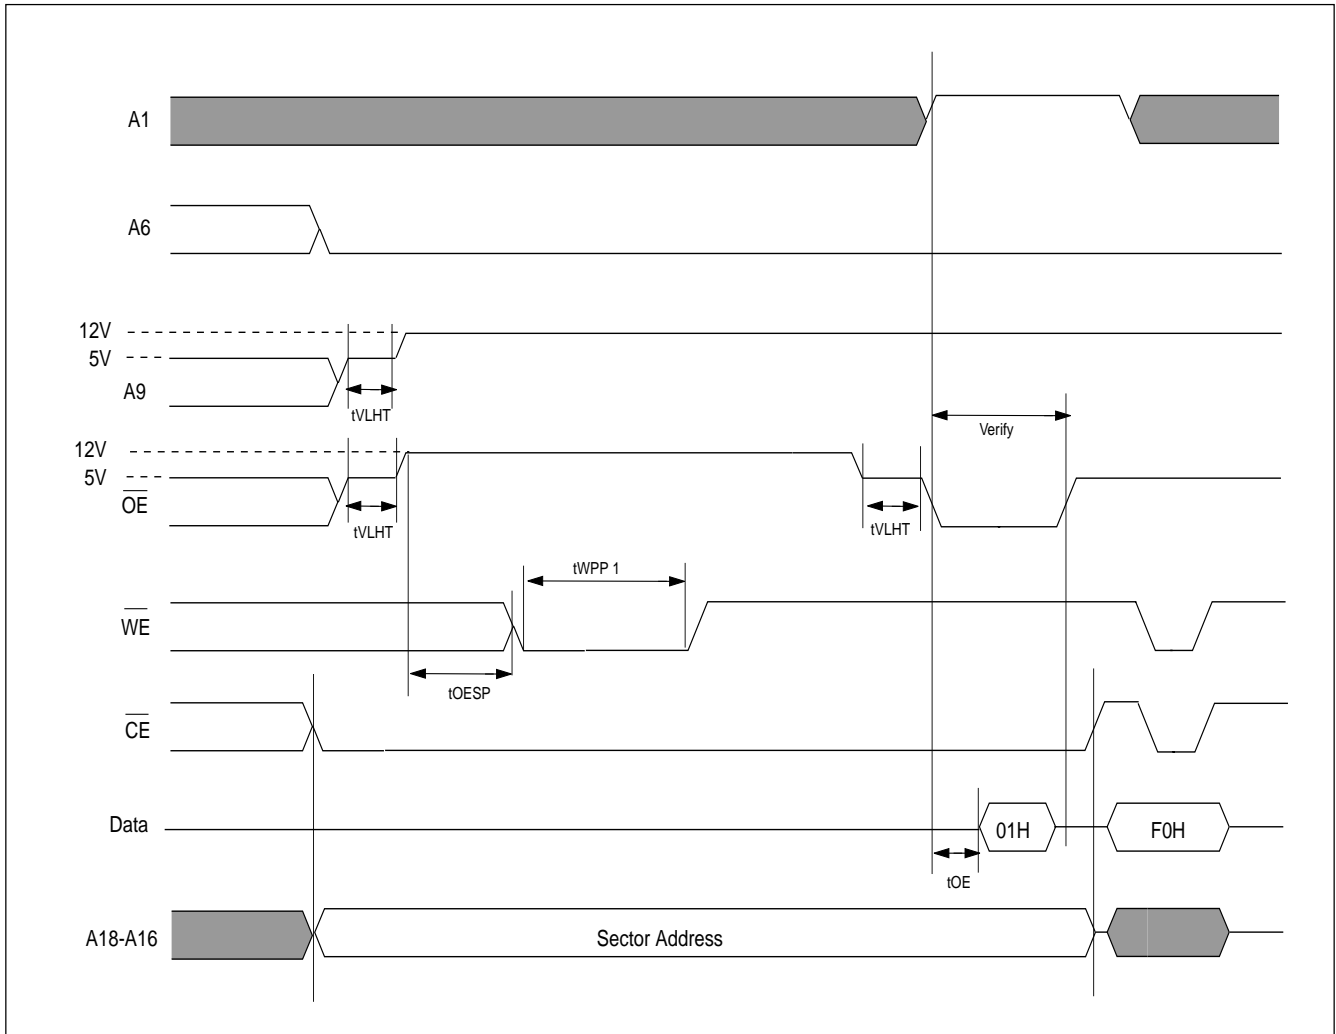 A1
A6
12V
5V
A9
tVLHT
Verify
12V
5V
OE
tVLHT
tVLHT
tWPP 1
WE
tOESP
CE
Data
01H
F0H
tOE
A18-A16
Sector Address